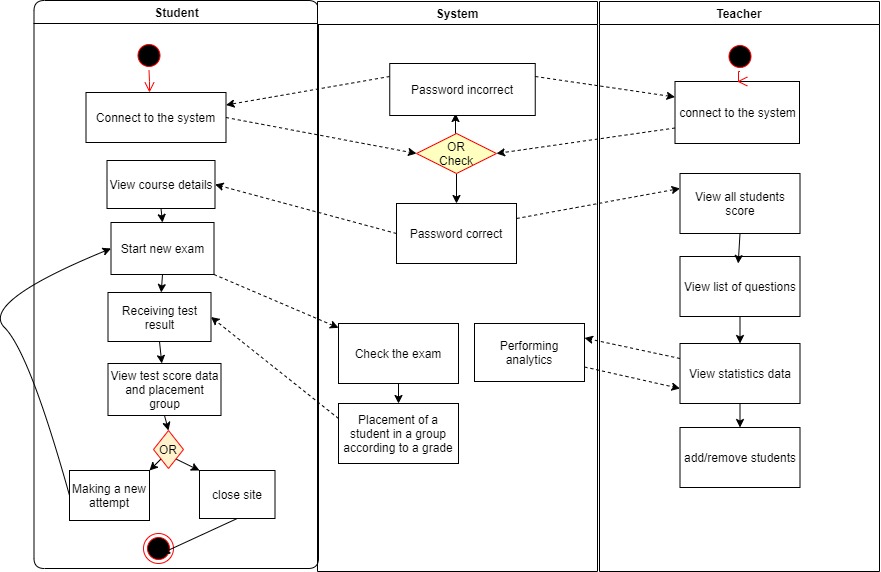 Student
System
Teacher
Connect to the system
Password incorrect
connect to the system
OR
Check
View course details
Password correct
View all students
score
Start new exam
View list of questions
Receiving test
result
Check the exam
Performing
analytics
View statistics data
View test score data
and placement
group
Placement of a
student in a group
according to a grade
OR
add/remove students
Making a new
attempt
close site